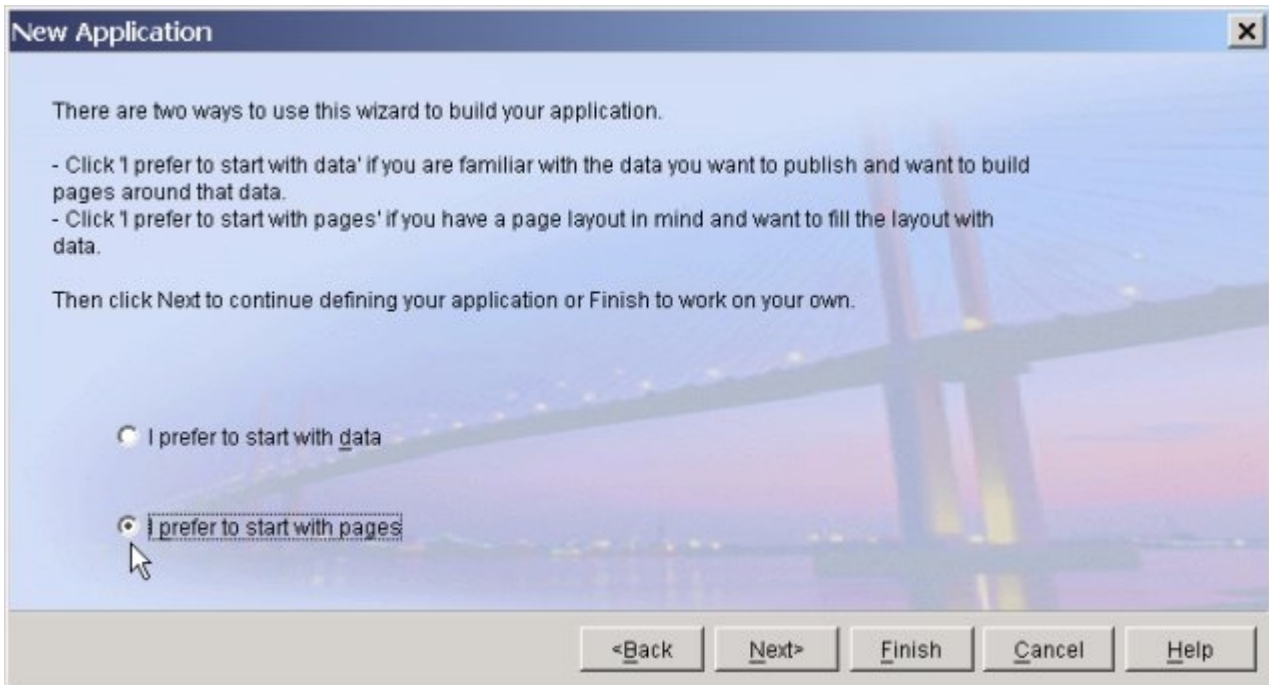 New Application
There are two ways to use this wizard to build your application.
- Click 'I prefer to start with data' if you are familiar with the data you want to publish and want to build
pages around that data.
- Click 'I prefer to start with pages' if you have a page layout in mind and want to fill the layout with
data.
Then click Next to continue defining your application or Finish to work on your own.
I prefer to start with data
I prefer to start with pages
<Back Next> Finish Cancel Help